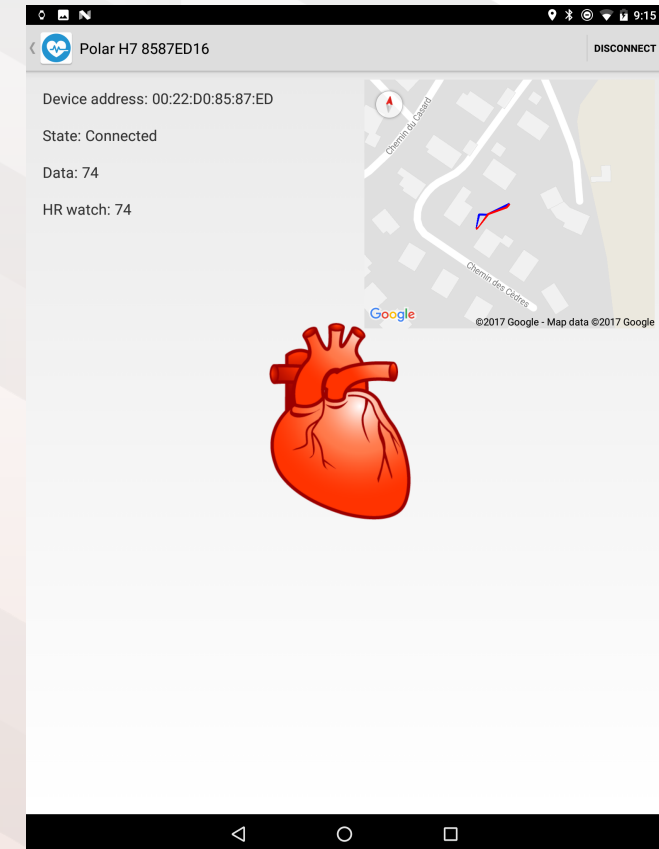 9:15
Polar H7 8587ED16
DISCONNECT
Device address: 00:22:D0:85:87:ED
State: Connected
Data: 74
HR watch: 74
Chemin du Casard
Chemin des Cèdres
Google
©2017 Google - Map data ©2017 Google